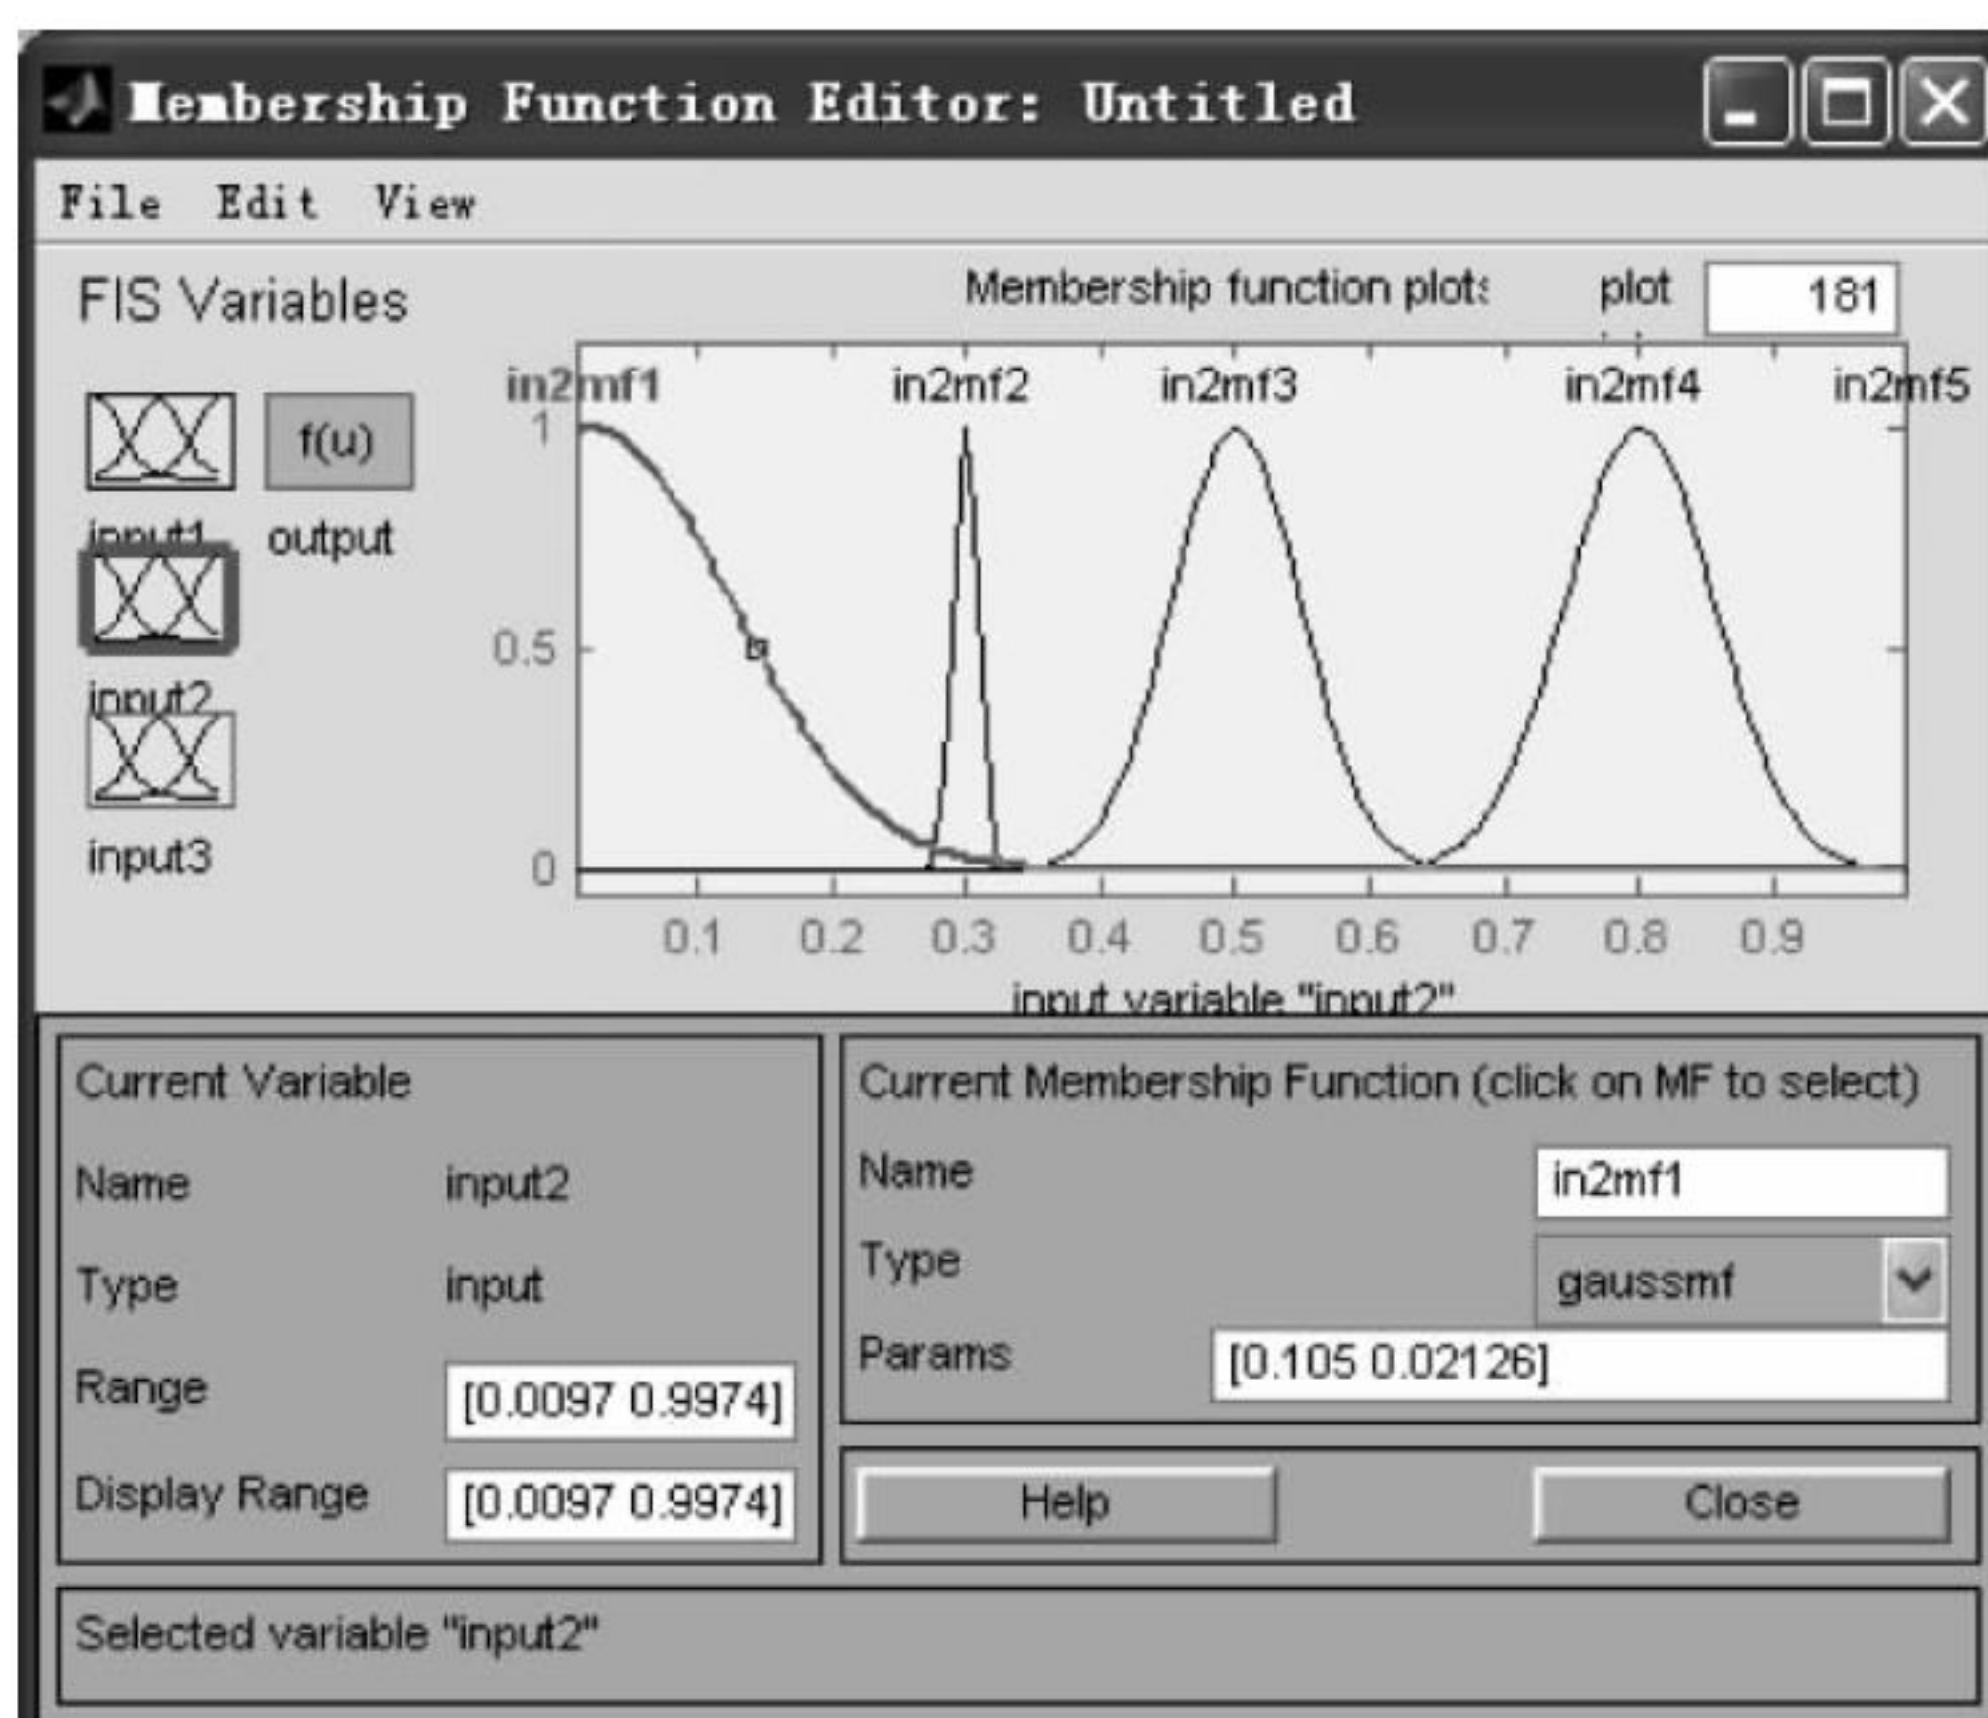 Membership Function Editor: Untitled
File Edit View
FIS Variables
Membership function plots plot 181
in2mf1 in2mf2 in2mf3 in2mf4 in2mf5
f(u)
input1 output
input2
input3
1
0.5
0
0.1 0.2 0.3 0.4 0.5 0.6 0.7 0.8 0.9
input variable "input2"
Current Variable
Name input2
Type input
Range [0.0097 0.9974]
Display Range [0.0097 0.9974]
Current Membership Function (click on MF to select)
Name in2mf1
Type gaussmf
Params [0.105 0.02126]
Help Close
Selected variable "input2"